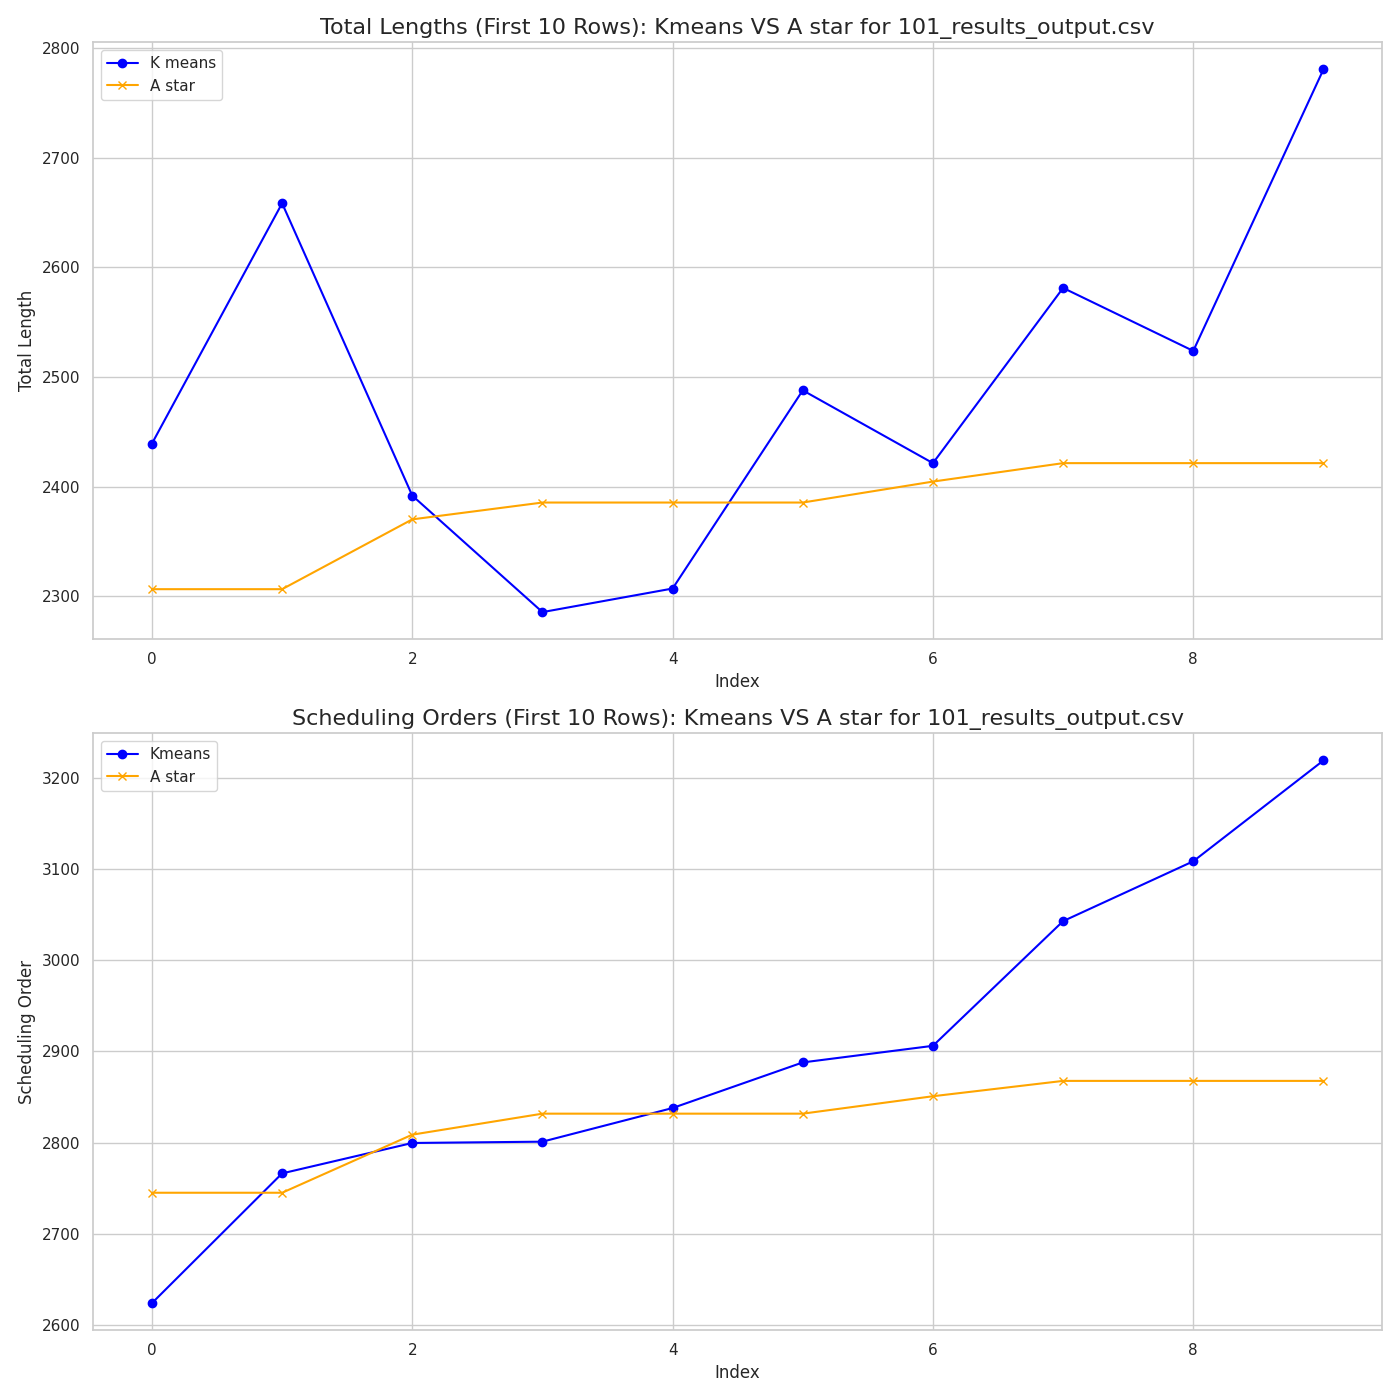 Total Lengths (First 10 Rows): Kmeans VS A star for 101_results_output.csv
K means
A star
2800
2700
2600
2500
2400
2300
Total Length
0 2 4 6 8
Index
Scheduling Orders (First 10 Rows): Kmeans VS A star for 101_results_output.csv
Kmeans
A star
3200
3100
3000
2900
2800
2700
2600
Scheduling Order
0 2 4 6 8
Index